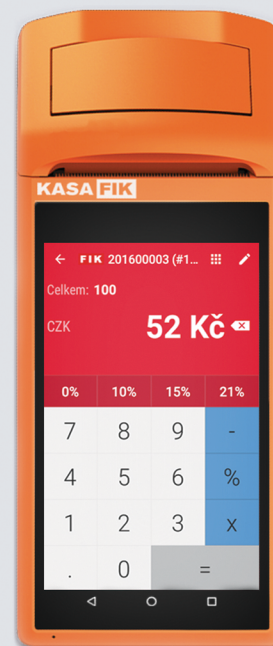 KASA FIK
FIK 201600003 (#1...
Celkem: 100
CZK 52 Kč
0% 10% 15% 21%
7 8 9 -
4 5 6 %
1 2 3 x
. 0 =